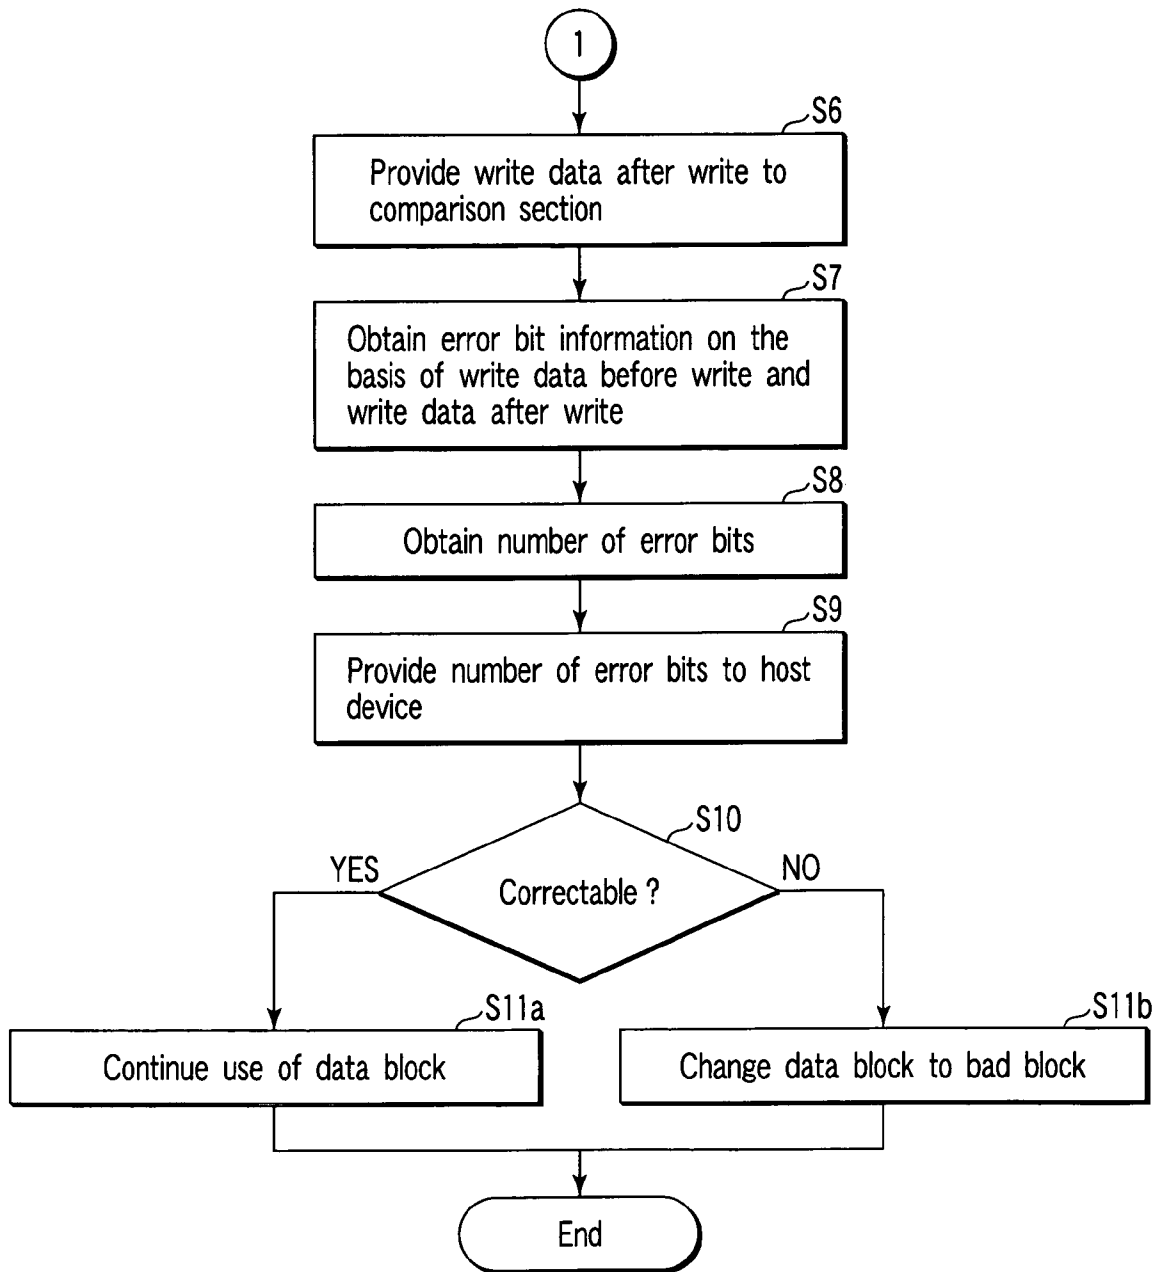 1
S6
Provide write data after write to
comparison section
S7
Obtain error bit information on the
basis of write data before write and
write data after write
S8
Obtain number of error bits
S9
Provide number of error bits to host
device
S10
YES
Correctable ?
NO
S11a
Continue use of data block
S11b
Change data block to bad block
End